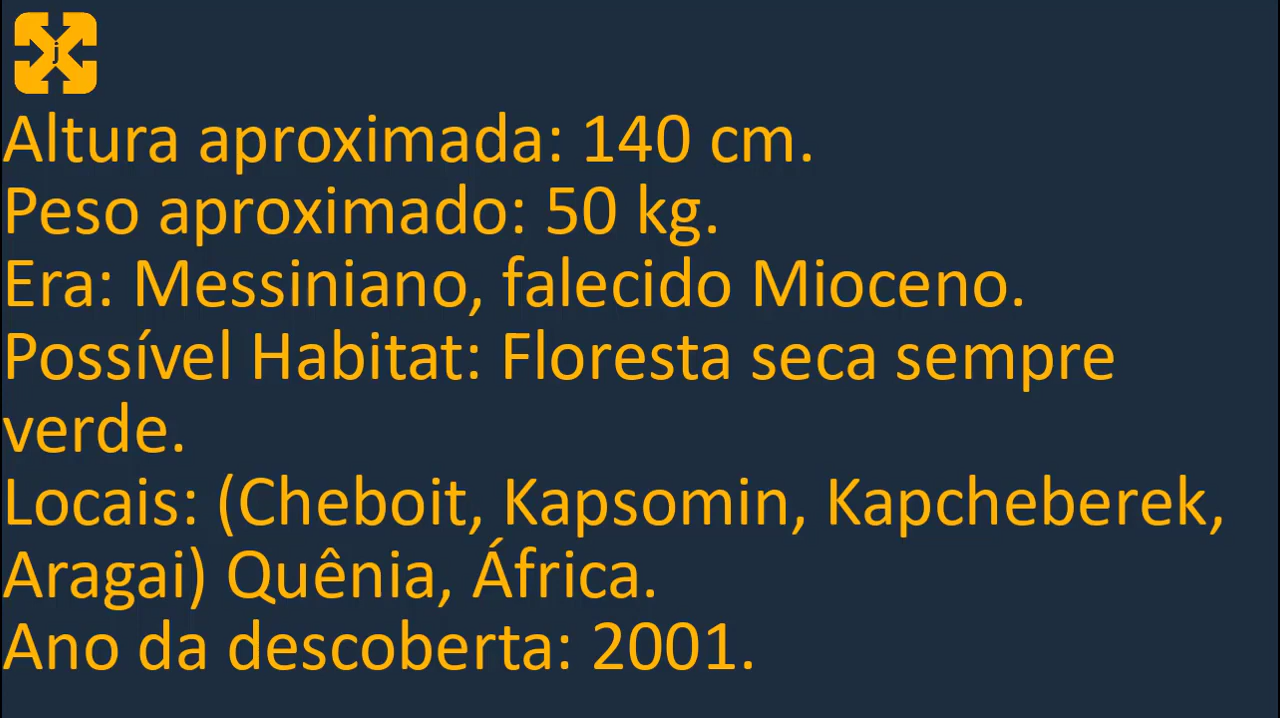 j
Altura aproximada: 140 cm.
Peso aproximado: 50 kg.
Era: Messiniano, falecido Mioceno.
Possível Habitat: Floresta seca sempre
verde.
Locais: (Cheboit, Kapsomin, Kapcheberek,
Aragai) Quênia, África.
Ano da descoberta: 2001.